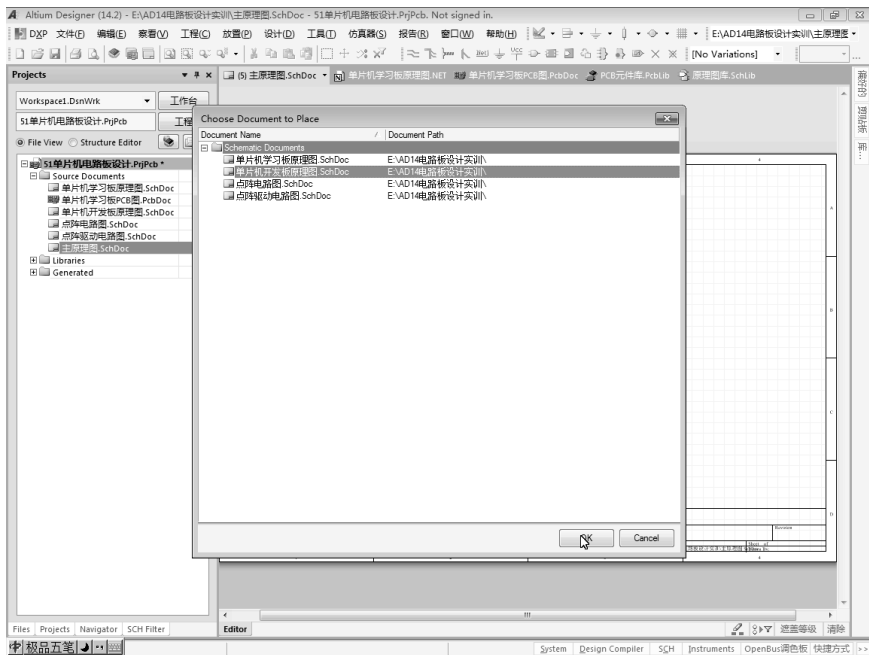 Altium Designer (14.2) - E:\AD14电路板设计实训\主原理图.SchDoc - 51单片机电路板设计.PrjPcb. Not signed in.
DXP 文件(F) 编辑(E) 察看(V) 工程(C) 放置(P) 设计(D) 工具(T) 仿真器(S) 报告(R) 窗口(W) 帮助(H) E:\AD14电路板设计实训\主原理图
[No Variations]
Projects
(5) 主原理图.SchDoc 单片机学习板原理图.NET 单片机学习板PCB图.PcbDoc PCB元件库.PcbLib 原理图库.SchLib
Workspace1.DsnWrk 工作台
51单片机电路板设计.PrjPcb 工程
File View Structure Editor
51单片机电路板设计.PrjPcb *
Source Documents
单片机学习板原理图.SchDoc
单片机学习板PCB图.PcbDoc
单片机开发板原理图.SchDoc
点阵电路图.SchDoc
点阵驱动电路图.SchDoc
主原理图.SchDoc
Libraries
Generated
Choose Document to Place
Document Name / Document Path
Schematic Documents
单片机学习板原理图.SchDoc E:\AD14电路板设计实训\
单片机开发板原理图.SchDoc E:\AD14电路板设计实训\
点阵电路图.SchDoc E:\AD14电路板设计实训\
点阵驱动电路图.SchDoc E:\AD14电路板设计实训\
OK Cancel
A
B
C
D
Revision
Files Projects Navigator SCH Filter
Editor
遮盖等级 清除
中 极品五笔
System Design Compiler SCH Instruments OpenBus调色板 快捷方式 >>